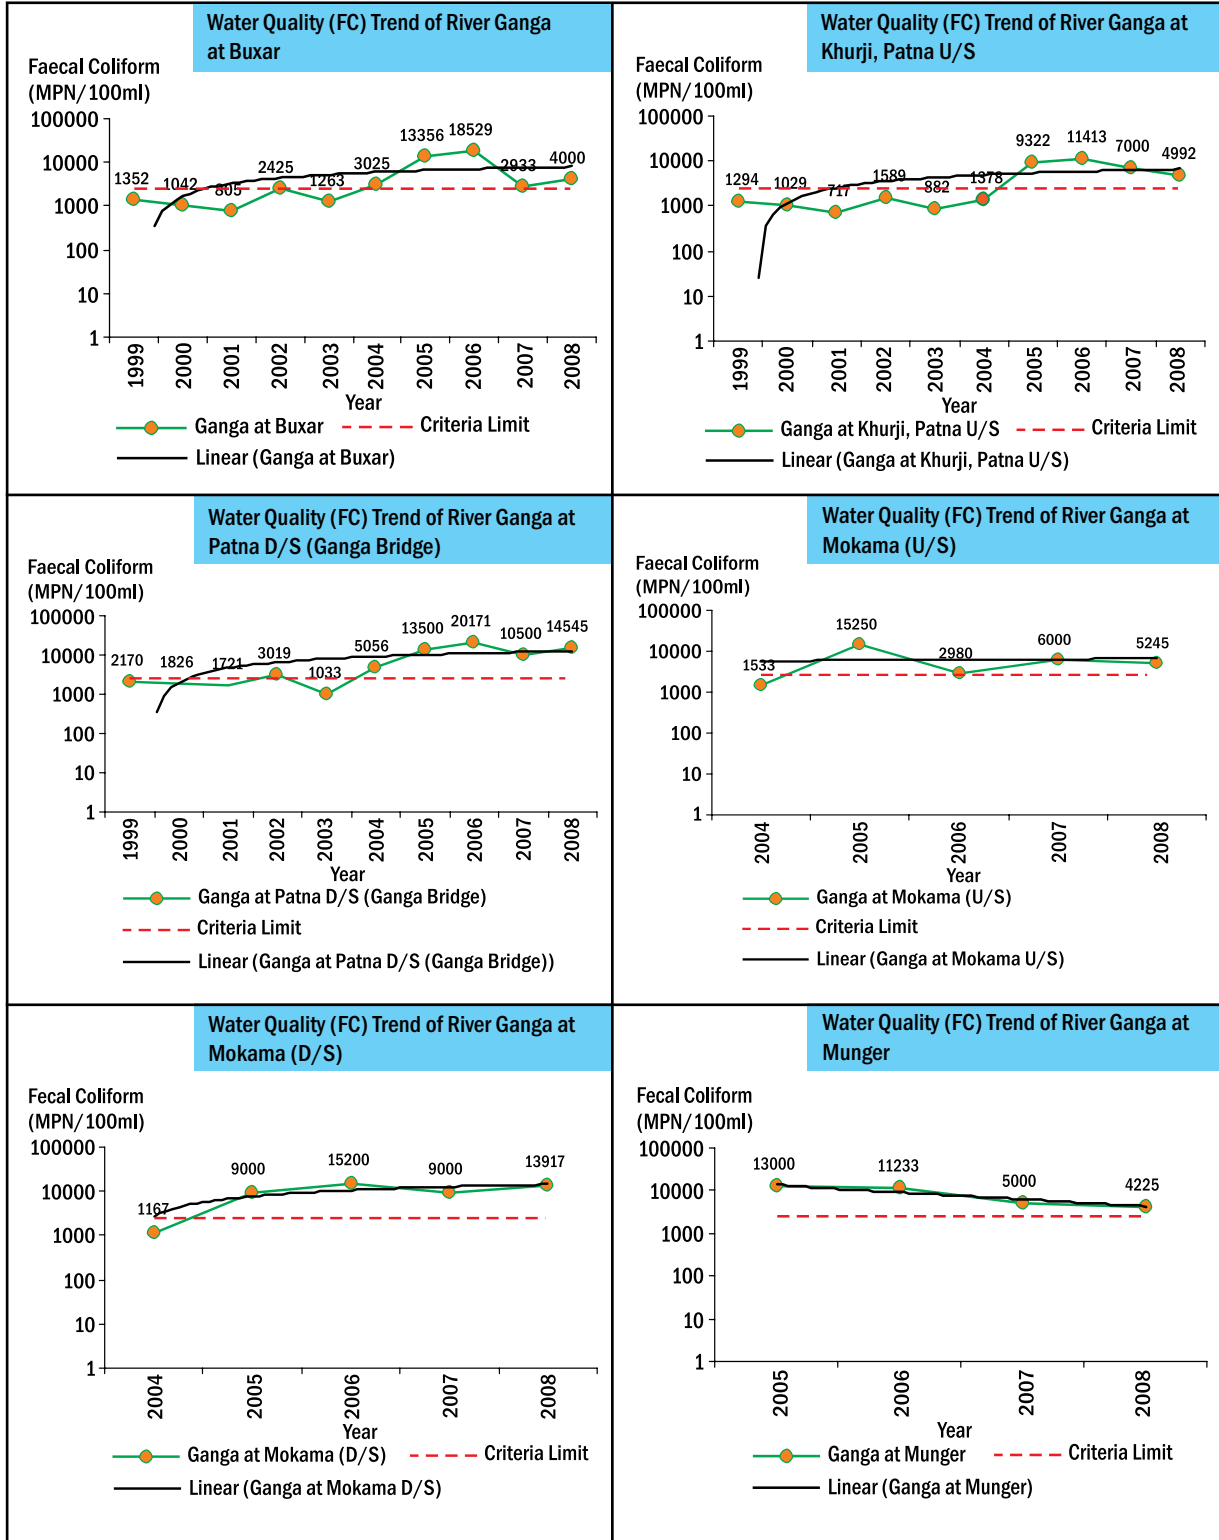 Water Quality (FC) Trend of River Ganga
at Buxar
Faecal Coliform
(MPN/100ml)
100000
10000
1000
100
10
1
1352
1042
805
2425
1263
3025
13356
18529
2933
4000
1999
2000
2001
2002
2003
2004
2005
2006
2007
2008
Year
Ganga at Buxar
Criteria Limit
Linear (Ganga at Buxar)
Water Quality (FC) Trend of River Ganga at
Khurji, Patna U/S
Faecal Coliform
(MPN/100ml)
100000
10000
1000
100
10
1
1294
1029
717
1589
882
1378
9322
11413
7000
4992
1999
2000
2001
2002
2003
2004
2005
2006
2007
2008
Year
Ganga at Khurji, Patna U/S
Criteria Limit
Linear (Ganga at Khurji, Patna U/S)
Water Quality (FC) Trend of River Ganga at
Patna D/S (Ganga Bridge)
Faecal Coliform
(MPN/100ml)
100000
10000
1000
100
10
1
2170
1826
1721
3019
1033
5056
13500
20171
10500
14545
1999
2000
2001
2002
2003
2004
2005
2006
2007
2008
Year
Ganga at Patna D/S (Ganga Bridge)
Criteria Limit
Linear (Ganga at Patna D/S (Ganga Bridge))
Water Quality (FC) Trend of River Ganga at
Mokama (U/S)
Faecal Coliform
(MPN/100ml)
100000
10000
1000
100
10
1
1533
15250
2980
6000
5245
2004
2005
2006
2007
2008
Year
Ganga at Mokama (U/S)
Criteria Limit
Linear (Ganga at Mokama U/S)
Water Quality (FC) Trend of River Ganga at
Mokama (D/S)
Fecal Coliform
(MPN/100ml)
100000
10000
1000
100
10
1
1167
9000
15200
9000
13917
2004
2005
2006
2007
2008
Year
Ganga at Mokama (D/S)
Criteria Limit
Linear (Ganga at Mokama D/S)
Water Quality (FC) Trend of River Ganga at
Munger
Fecal Coliform
(MPN/100ml)
100000
10000
1000
100
10
1
13000
11233
5000
4225
2005
2006
2007
2008
Year
Ganga at Munger
Criteria Limit
Linear (Ganga at Munger)